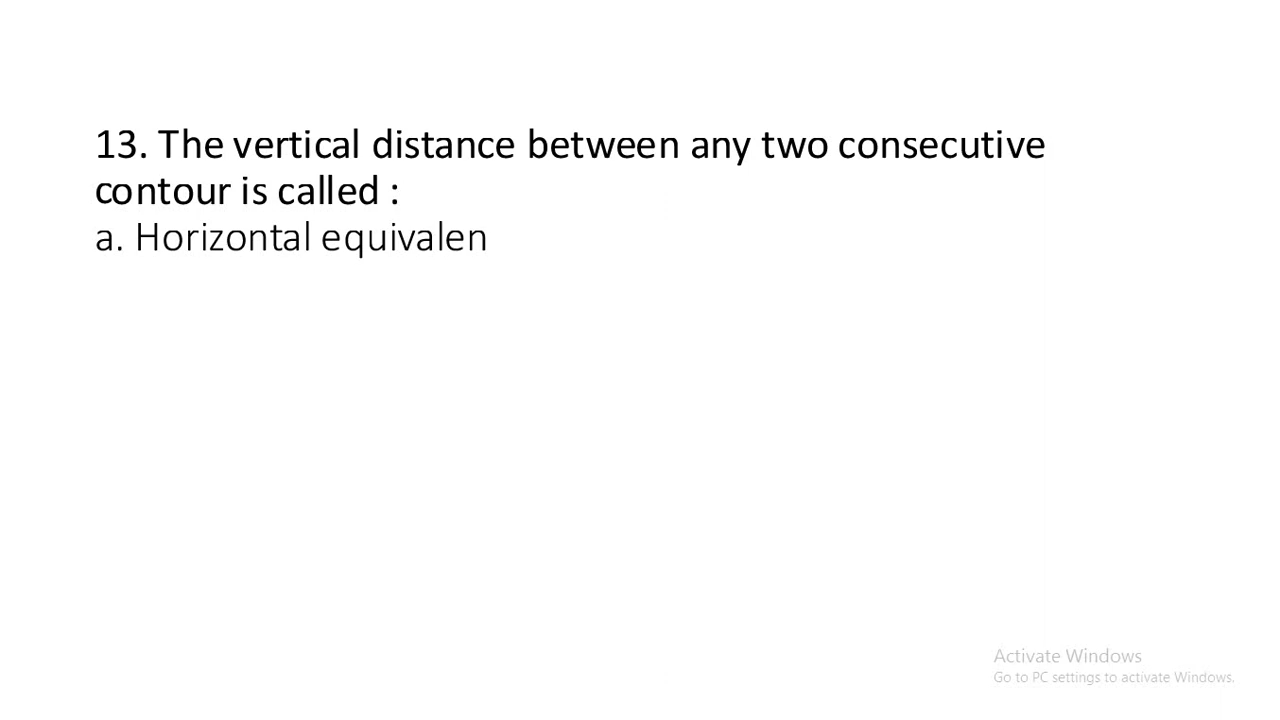 13. The vertical distance between any two consecutive
contour is called :
a. Horizontal equivalen
Activate Windows
Go to PC settings to activate Windows.